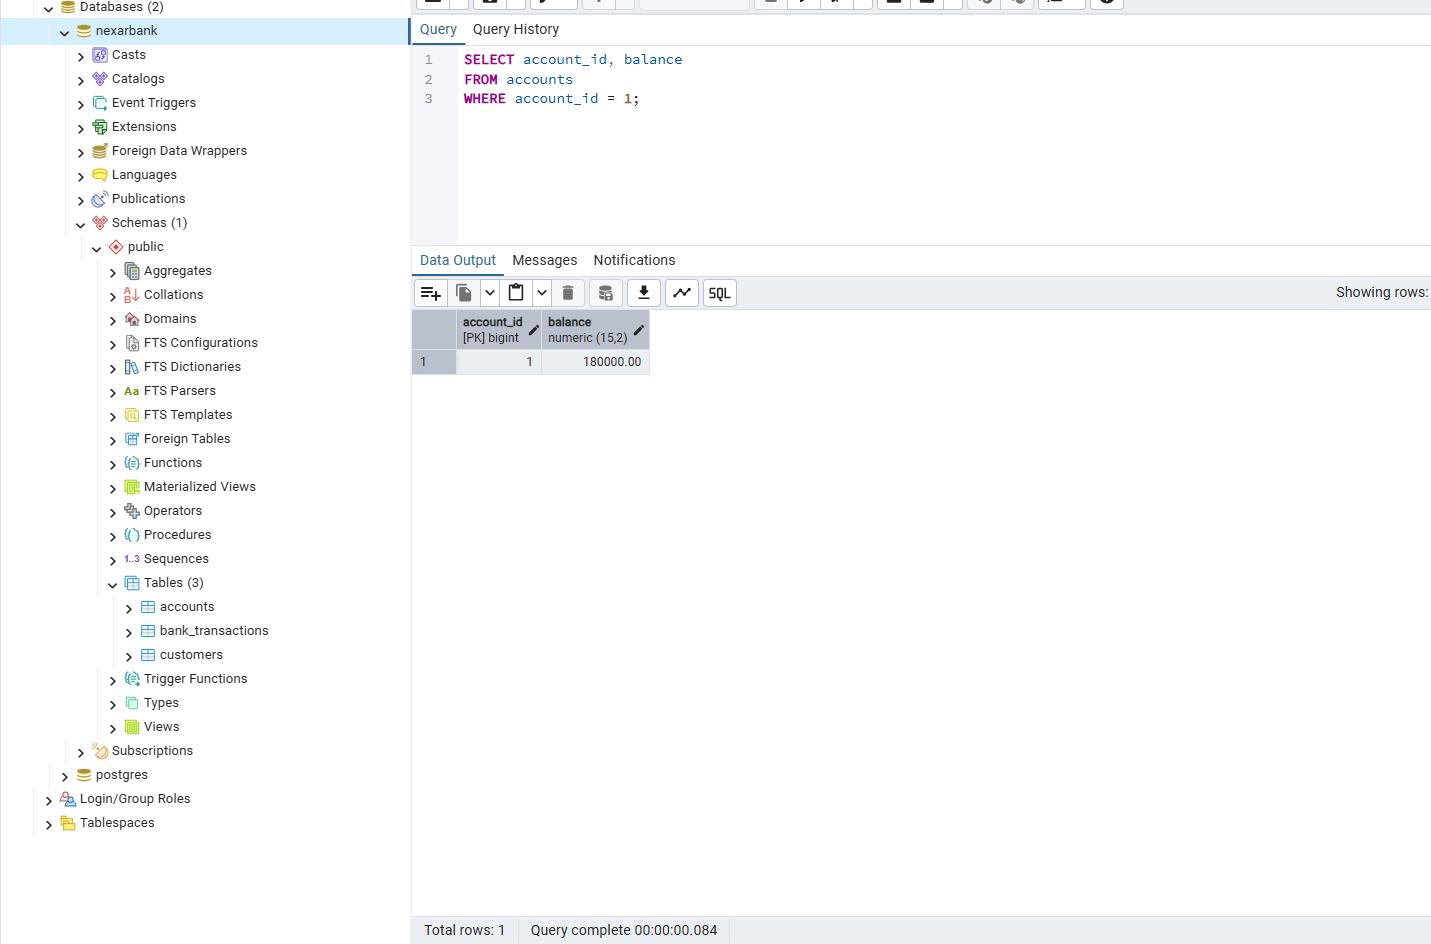 Databases (2)
nexarbank
Casts
Catalogs
Event Triggers
Extensions
Foreign Data Wrappers
Languages
Publications
Schemas (1)
public
Aggregates
Collations
Domains
FTS Configurations
FTS Dictionaries
Aa FTS Parsers
FTS Templates
Foreign Tables
Functions
Materialized Views
Operators
Procedures
1..3 Sequences
Tables (3)
accounts
bank_transactions
customers
Trigger Functions
Types
Views
Subscriptions
postgres
Login/Group Roles
Tablespaces
Query Query History
1 SELECT account_id, balance
2 FROM accounts
3 WHERE account_id = 1;
Data Output Messages Notifications
SQL Showing rows:
account_id balance
[PK] bigint numeric (15,2)
1 1 180000.00
Total rows: 1 Query complete 00:00:00.084